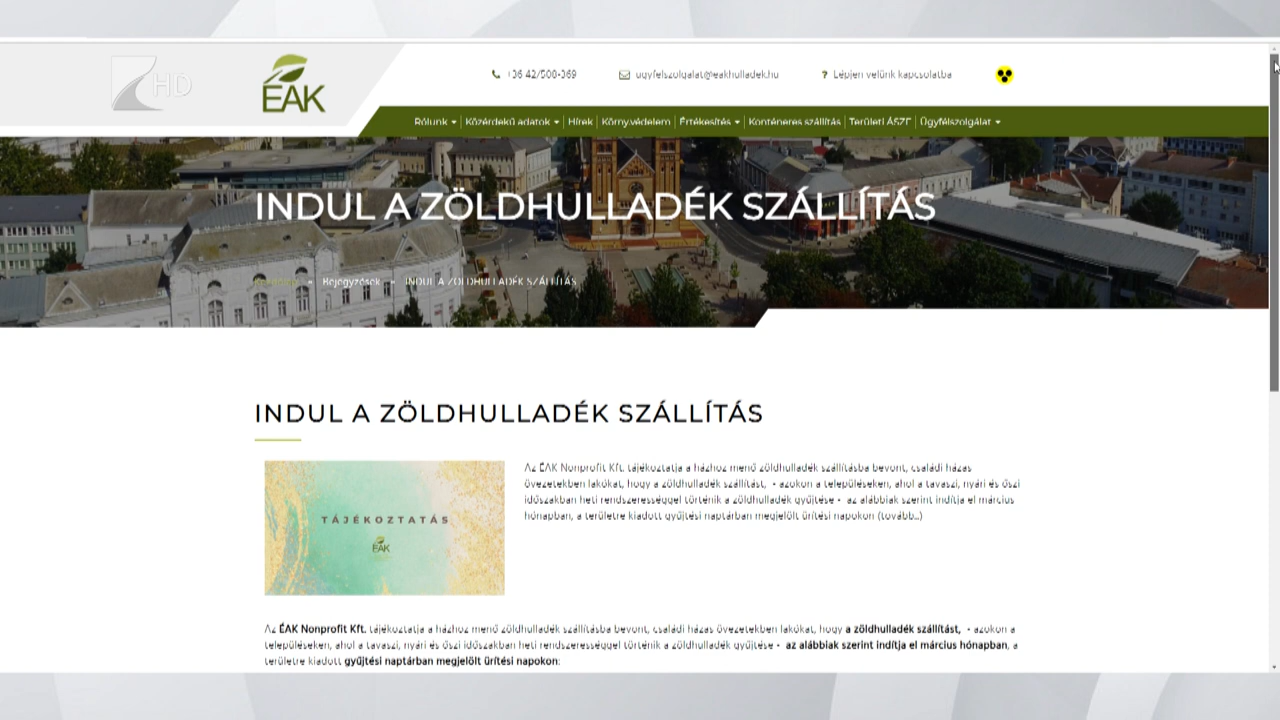 HD
ÉAK
+36 42/500-369
ugyfelszolgalat@eakhulladek.hu
? Lépjen velünk kapcsolatba
Rólunk
Közérdekű adatok
Hírek
Körny.védelem
Értékesítés
Konténeres szállítás
Területi ÁSZF
Ügyfélszolgálat
INDUL A ZÖLDHULLADÉK SZÁLLÍTÁS
» Bejegyzések » INDUL A ZÖLDHULLADÉK SZÁLLÍTÁS
INDUL A ZÖLDHULLADÉK SZÁLLÍTÁS
TÁJÉKOZTATÁS
ÉAK
Az ÉAK Nonprofit Kft. tájékoztatja a házhoz menő zöldhulladék szállításba bevont, családi házas
övezetekben lakókat, hogy a zöldhulladék szállítást, - azokon a településeken, ahol a tavaszi, nyári és őszi
időszakban heti rendszerességgel történik a zöldhulladék gyűjtése - az alábbiak szerint indítja el március
hónapban, a területre kiadott gyűjtési naptárban megjelölt ürítési napokon (tovább…)
Az ÉAK Nonprofit Kft. tájékoztatja a házhoz menő zöldhulladék szállításba bevont, családi házas övezetekben lakókat, hogy a zöldhulladék szállítást, - azokon a
településeken, ahol a tavaszi, nyári és őszi időszakban heti rendszerességgel történik a zöldhulladék gyűjtése - az alábbiak szerint indítja el március hónapban, a
területre kiadott gyűjtési naptárban megjelölt ürítési napokon: